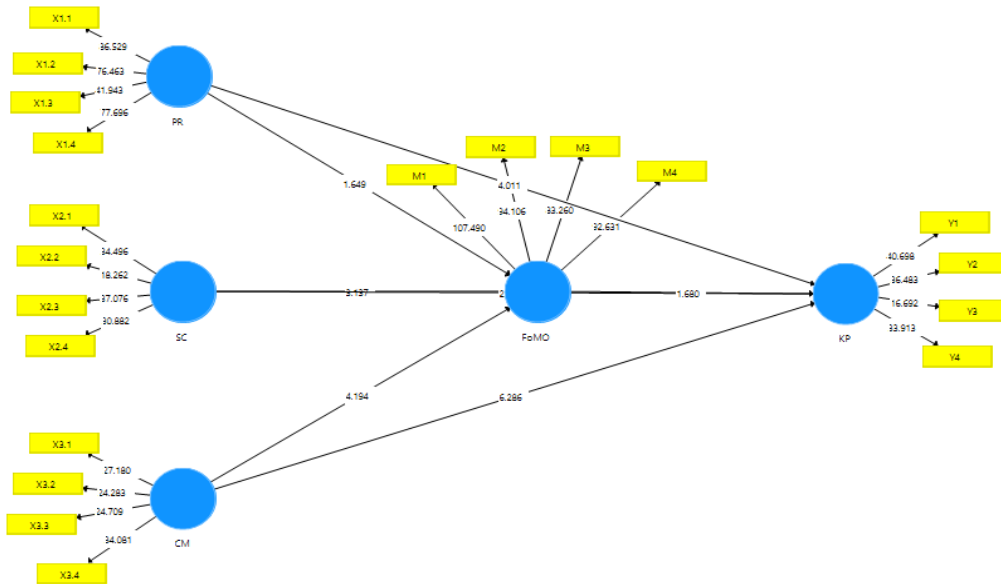 X1.1
36.529
X1.2
76.463
X1.3
41.943
X1.4
77.696
PR
X2.1
34.496
X2.2
18.262
X2.3
37.076
X2.4
30.882
SC
X3.1
27.180
X3.2
24.283
X3.3
24.709
X3.4
34.081
CM
1.649
4.011
3.137
4.194
6.286
M1
M2
M3
M4
107.490
34.106
33.260
32.631
FoMO
1.680
Y1
40.698
Y2
36.483
Y3
16.692
Y4
33.913
KP